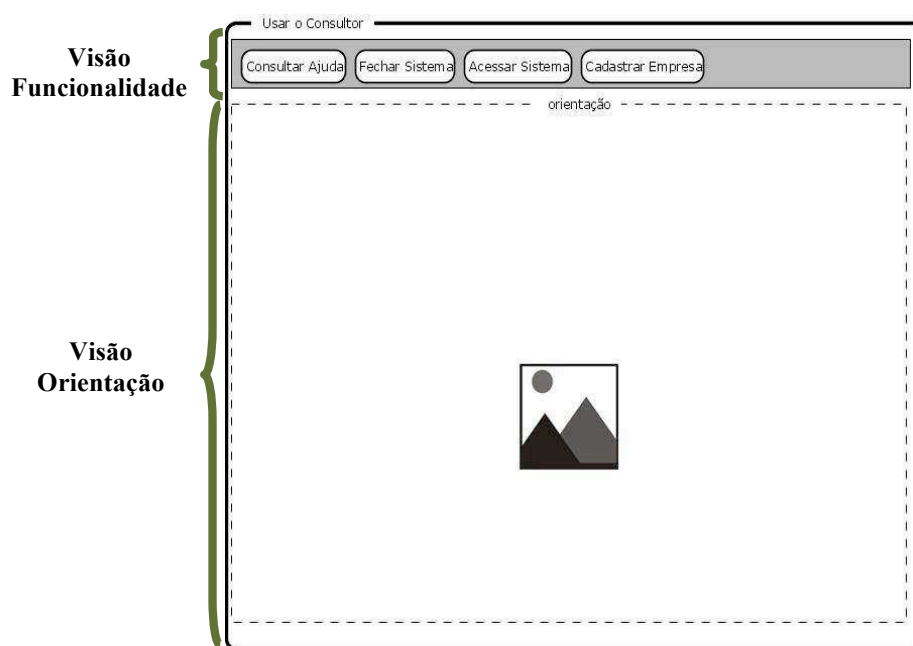 Usar o Consultor
Visão
Funcionalidade
Consultar Ajuda Fechar Sistema Acessar Sistema Cadastrar Empresa
orientação
Visão
Orientação